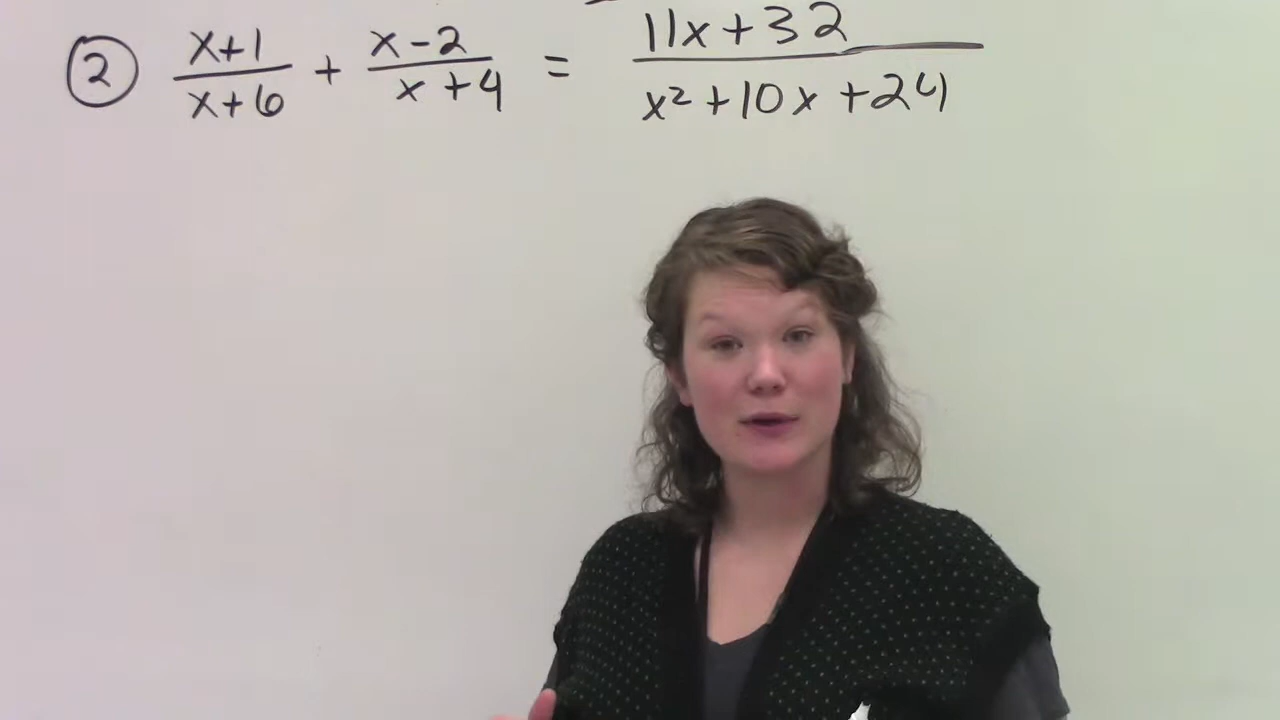 ② x+1/x+6 + x-2/x+4 = 11x+32/x²+10x+24